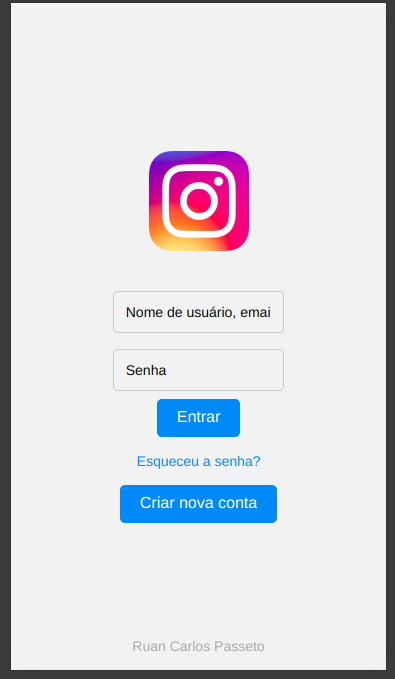 Nome de usuário, emai
Senha
Entrar
Esqueceu a senha?
Criar nova conta
Ruan Carlos Passeto